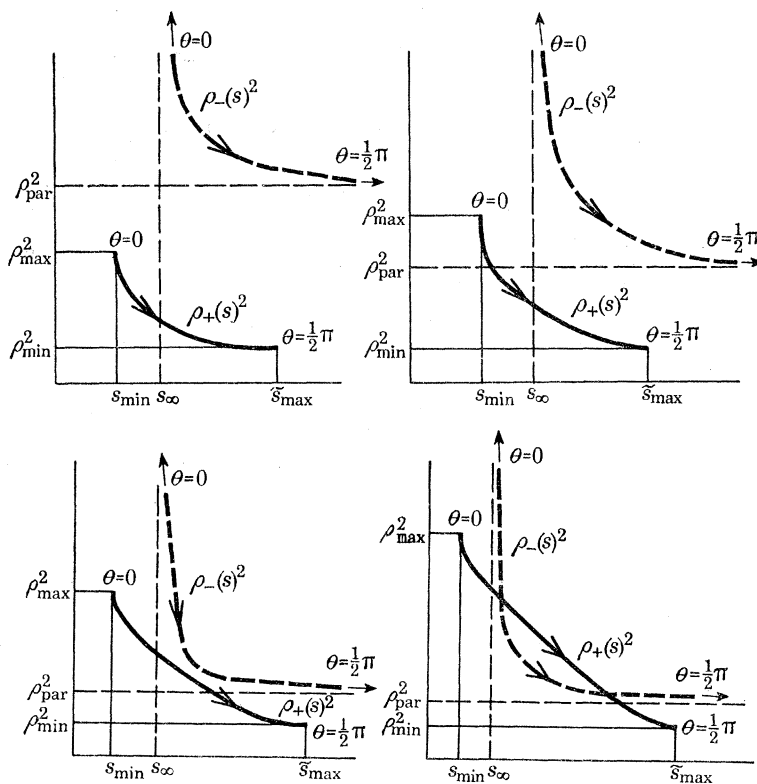 θ=0
ρ₋(s)²
θ=½π
ρ²par
ρ²max
θ=0
ρ₊(s)²
θ=½π
ρ²min
smin s∞ s̃max
θ=0
ρ₋(s)²
θ=0
ρ²max
θ=½π
ρ²par
ρ₊(s)²
θ=½π
ρ²min
smin s∞ s̃max
θ=0
ρ₋(s)²
θ=0
ρ²max
θ=½π
ρ²par
ρ₊(s)²
ρ²min
θ=½π
smin s∞ s̃max
θ=0
θ=0
ρ²max
ρ₋(s)²
ρ₊(s)²
θ=½π
ρ²par
ρ²min
θ=½π
smin s∞ s̃max